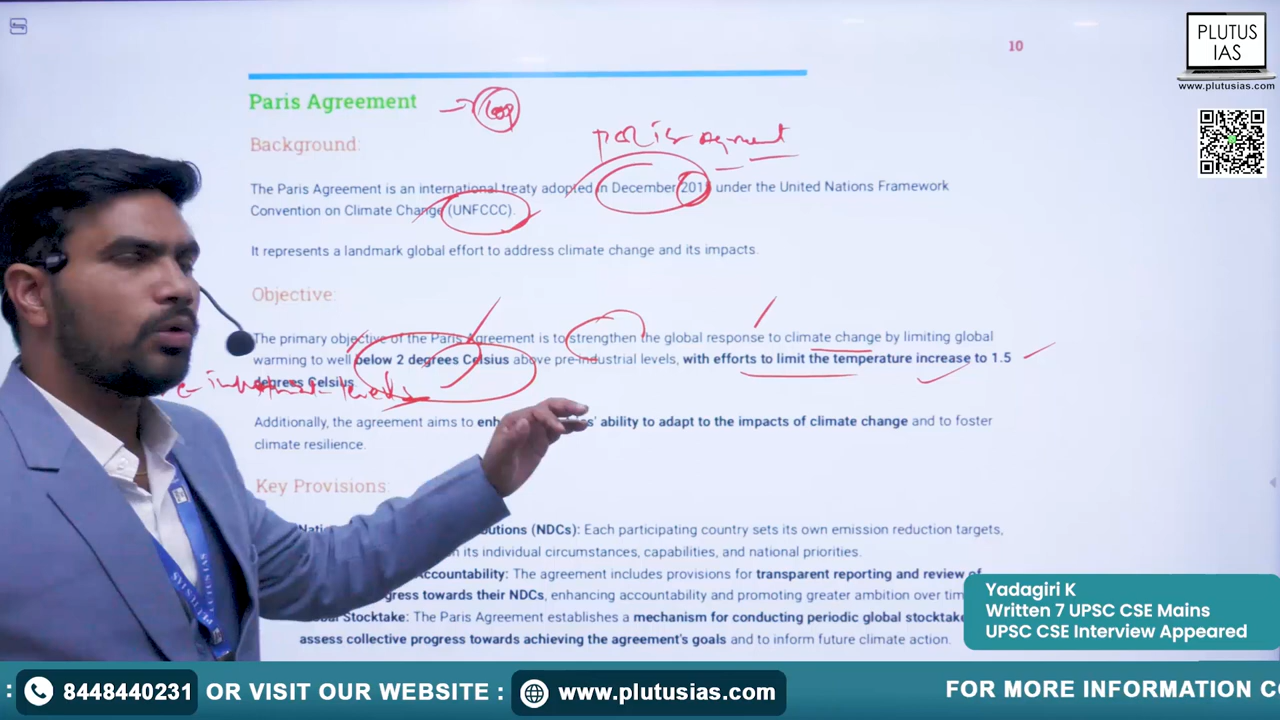 10
PLUTUS
IAS
www.plutusias.com
Paris Agreement
Background:
The Paris Agreement is an international treaty adopted in December 201 under the United Nations Framework
Convention on Climate Change (UNFCCC).
It represents a landmark global effort to address climate change and its impacts.
Objective:
The primary objective of the Paris Agreement is to strengthen the global response to climate change by limiting global
warming to well below 2 degrees Celsius above pre-industrial levels, with efforts to limit the temperature increase to 1.5
degrees Celsius.
Additionally, the agreement aims to ability to adapt to the impacts of climate change and to foster
climate resilience.
Key Provisions:
(NDCs): Each participating country sets its own emission reduction targets,
its individual circumstances, capabilities, and national priorities.
Accountability: The agreement includes provisions for transparent reporting and review of
towards their NDCs, enhancing accountability and promoting greater ambition over
Stocktake: The Paris Agreement establishes a mechanism for conducting periodic global
assess collective progress towards achieving the agreement's goals and to inform future climate action.
Yadagiri K
Written 7 UPSC CSE Mains
UPSC CSE Interview Appeared
: 8448440231 OR VISIT OUR WEBSITE : www.plutusias.com FOR MORE INFORMATION